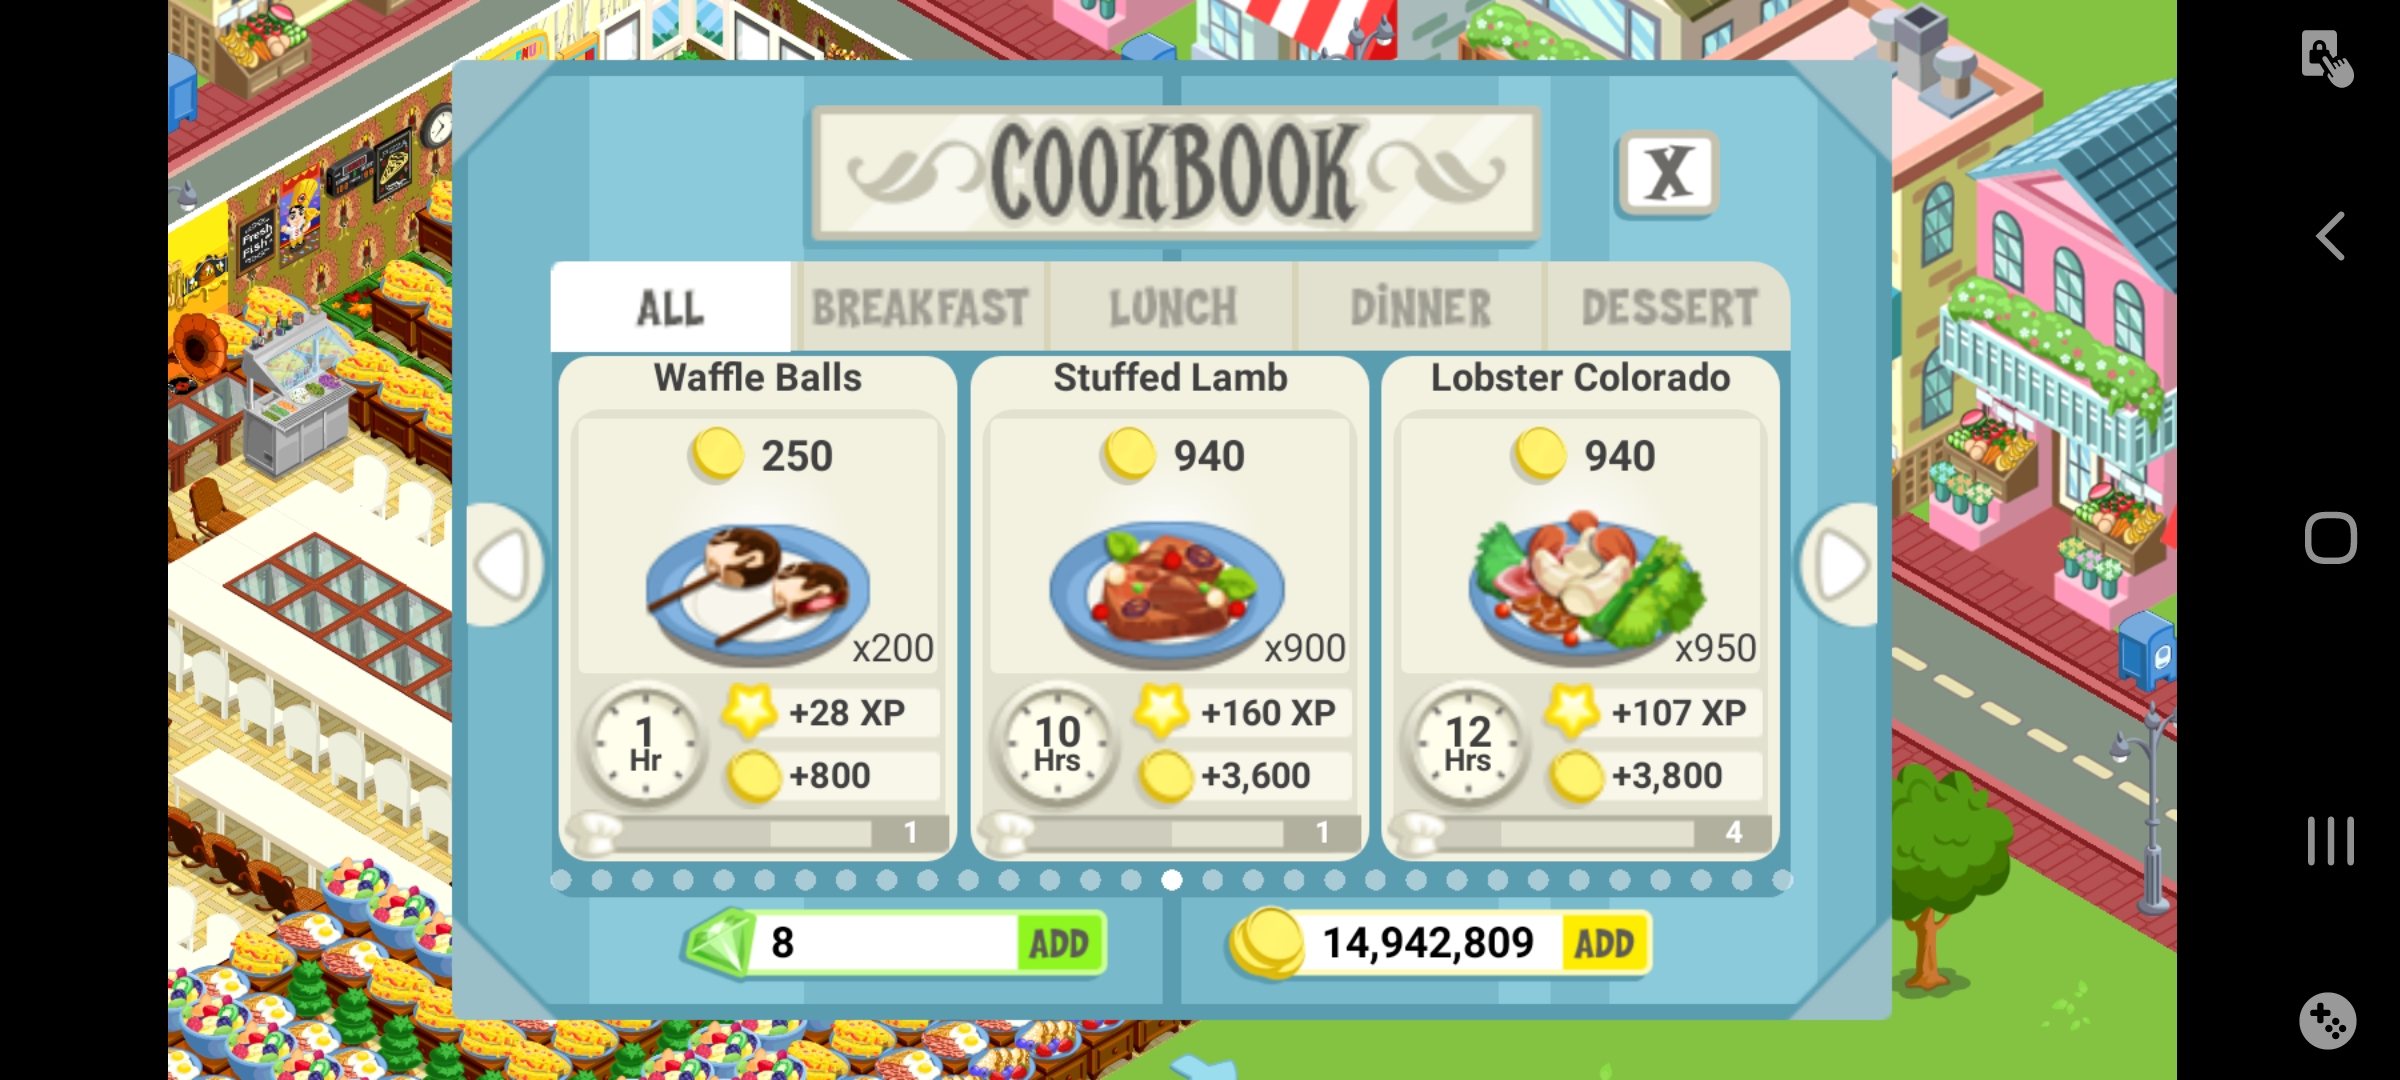 COOKBOOK
X
ALL
BREAKFAST
LUNCH
DINNER
DESSERT
Waffle Balls
250
x200
1
Hr
+28 XP
+800
1
Stuffed Lamb
940
x900
10
Hrs
+160 XP
+3,600
1
Lobster Colorado
940
x950
12
Hrs
+107 XP
+3,800
4
8
ADD
14,942,809
ADD
Fresh
Fish